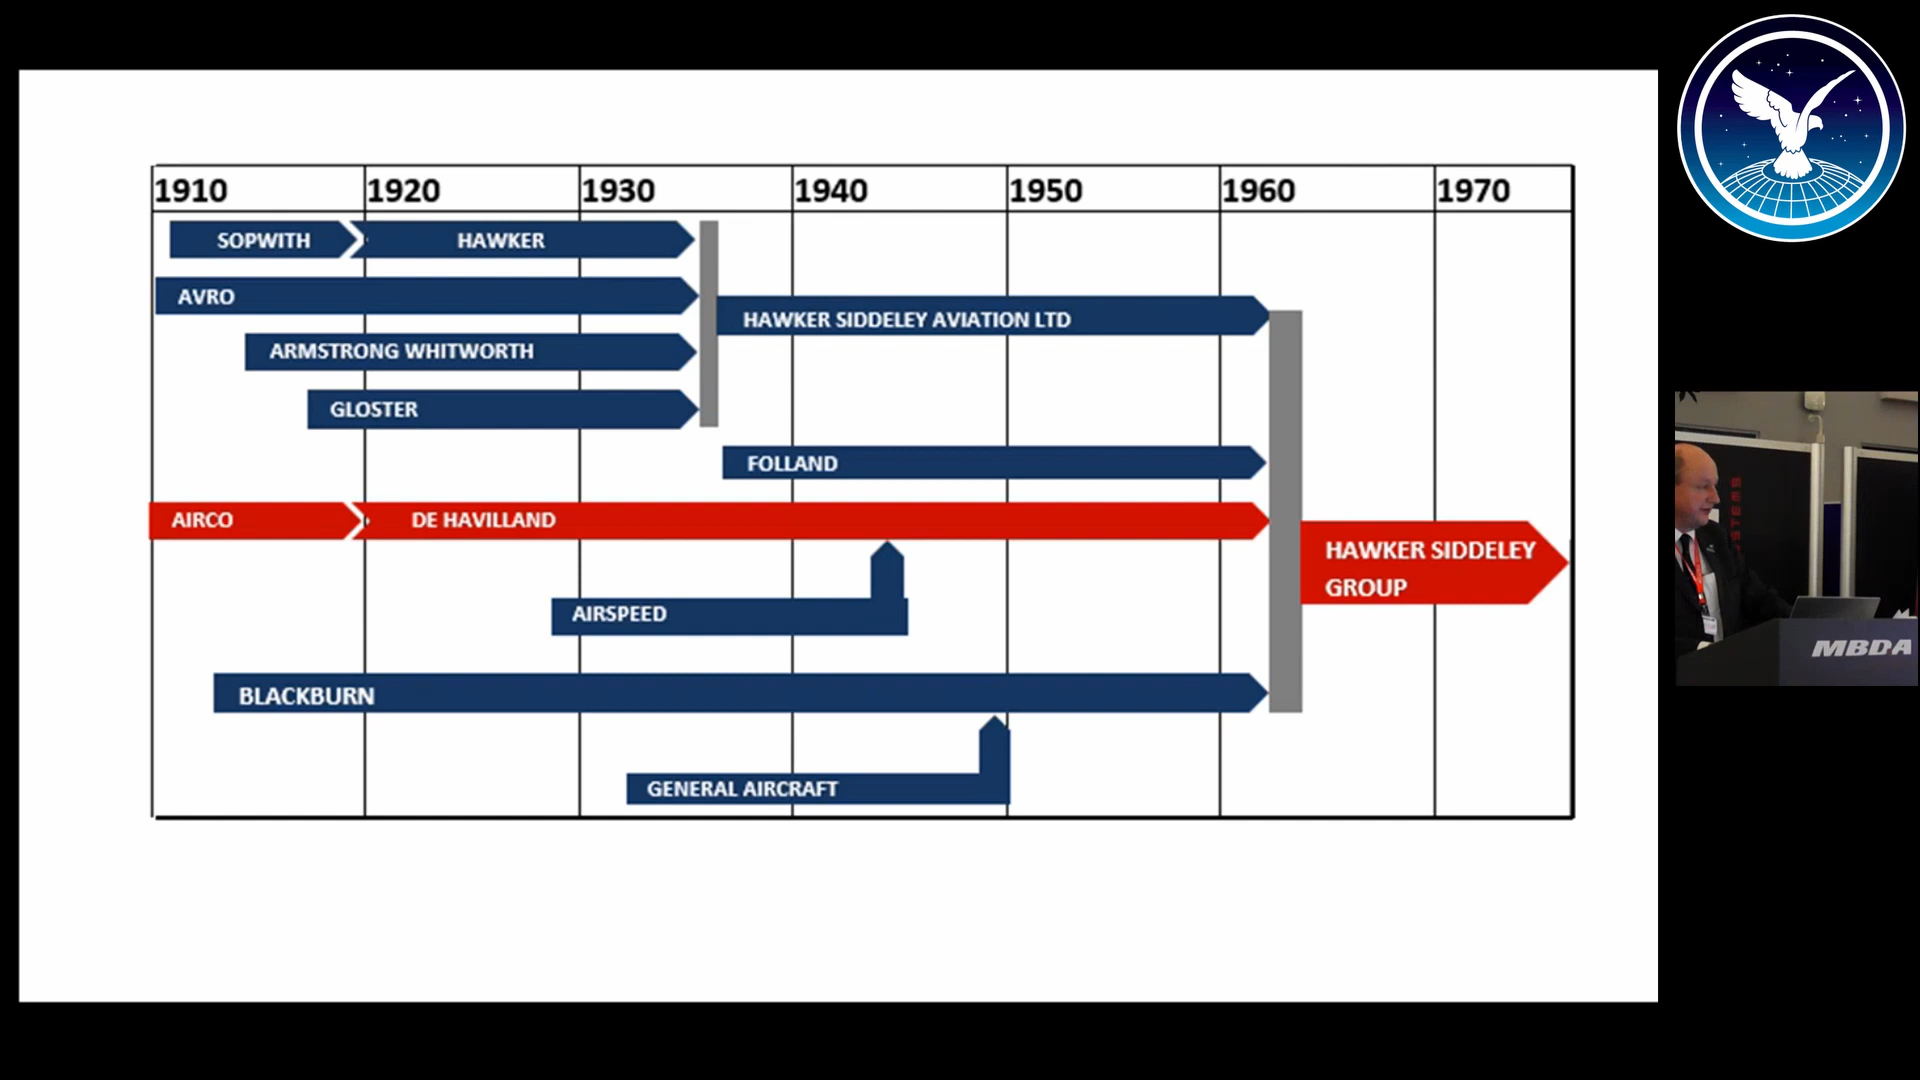 1910 1920 1930 1940 1950 1960 1970
SOPWITH HAWKER
AVRO
HAWKER SIDDELEY AVIATION LTD
ARMSTRONG WHITWORTH
GLOSTER
FOLLAND
AIRCO DE HAVILLAND
HAWKER SIDDELEY
GROUP
AIRSPEED
BLACKBURN
GENERAL AIRCRAFT
MBDA